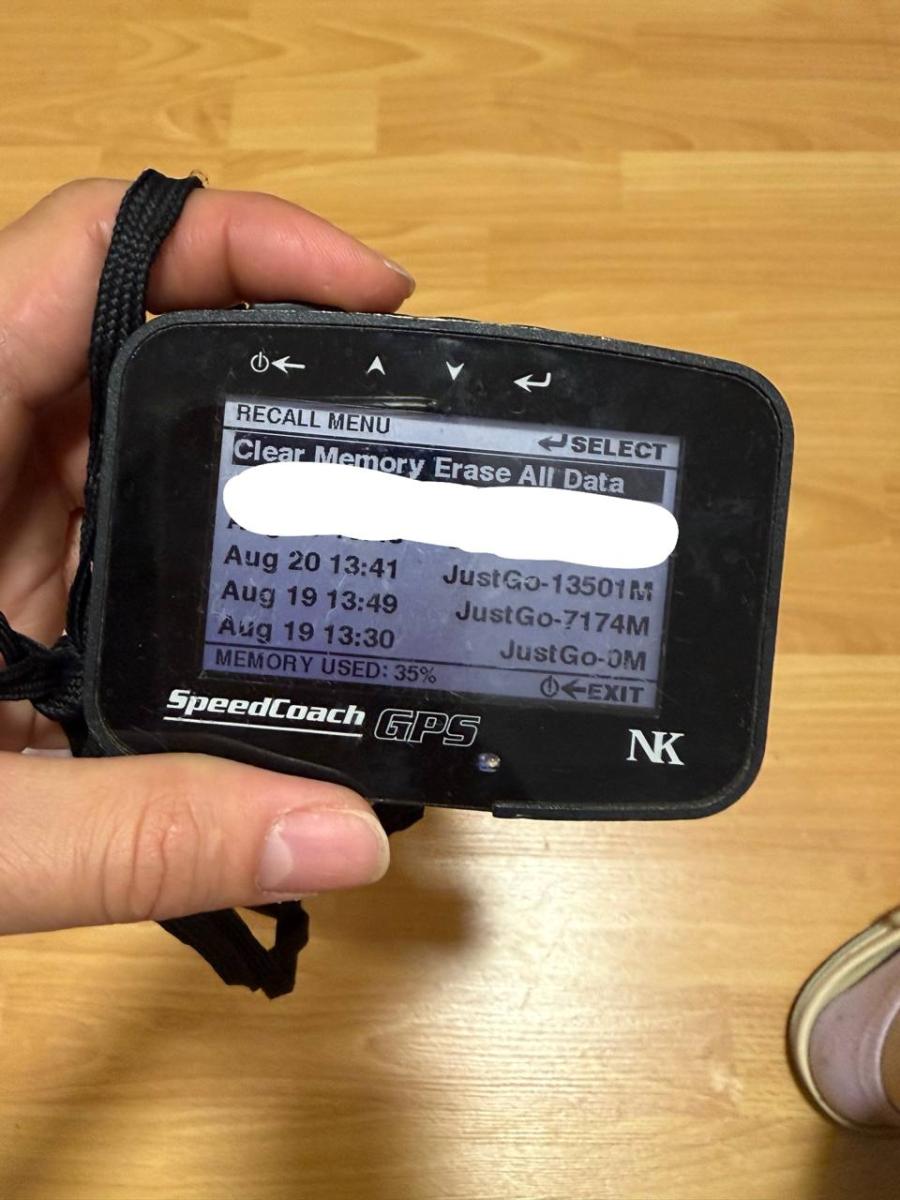 RECALL MENU
SELECT
Clear Memory Erase All Data
Aug 20 13:41 JustGo-13501M
Aug 19 13:49 JustGo-7174M
Aug 19 13:30 JustGo-0M
MEMORY USED: 35%
EXIT
SpeedCoach GPS
NK